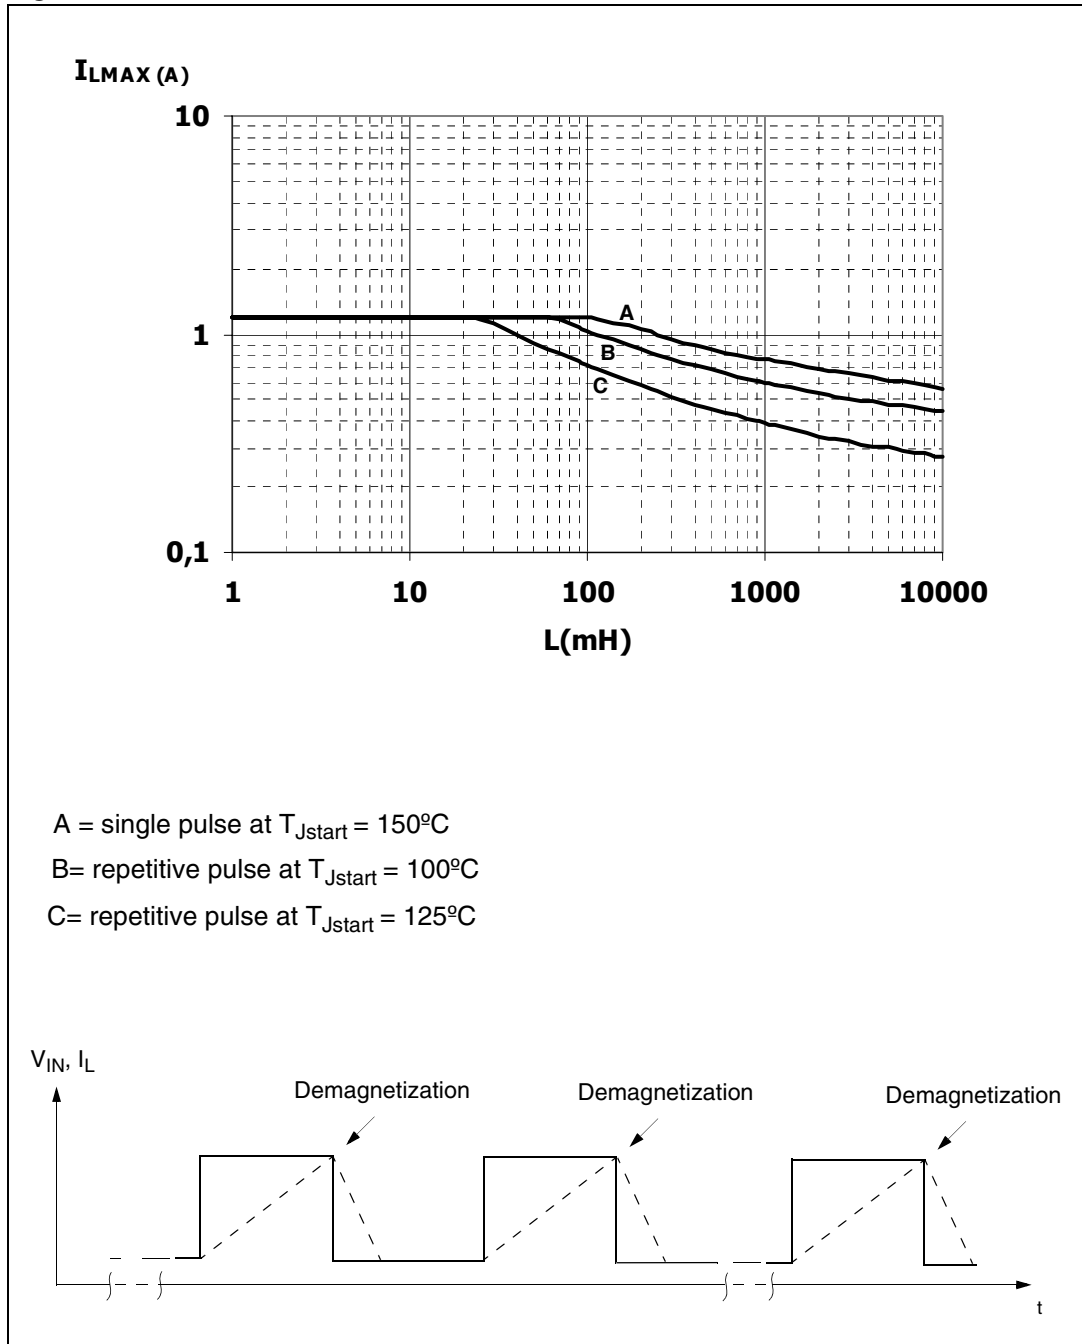 ILMAX (A)
10
1
0,1
A
B
C
1 10 100 1000 10000
L(mH)
A = single pulse at TJstart = 150ºC
B= repetitive pulse at TJstart = 100ºC
C= repetitive pulse at TJstart = 125ºC
VIN, IL
Demagnetization Demagnetization Demagnetization
t